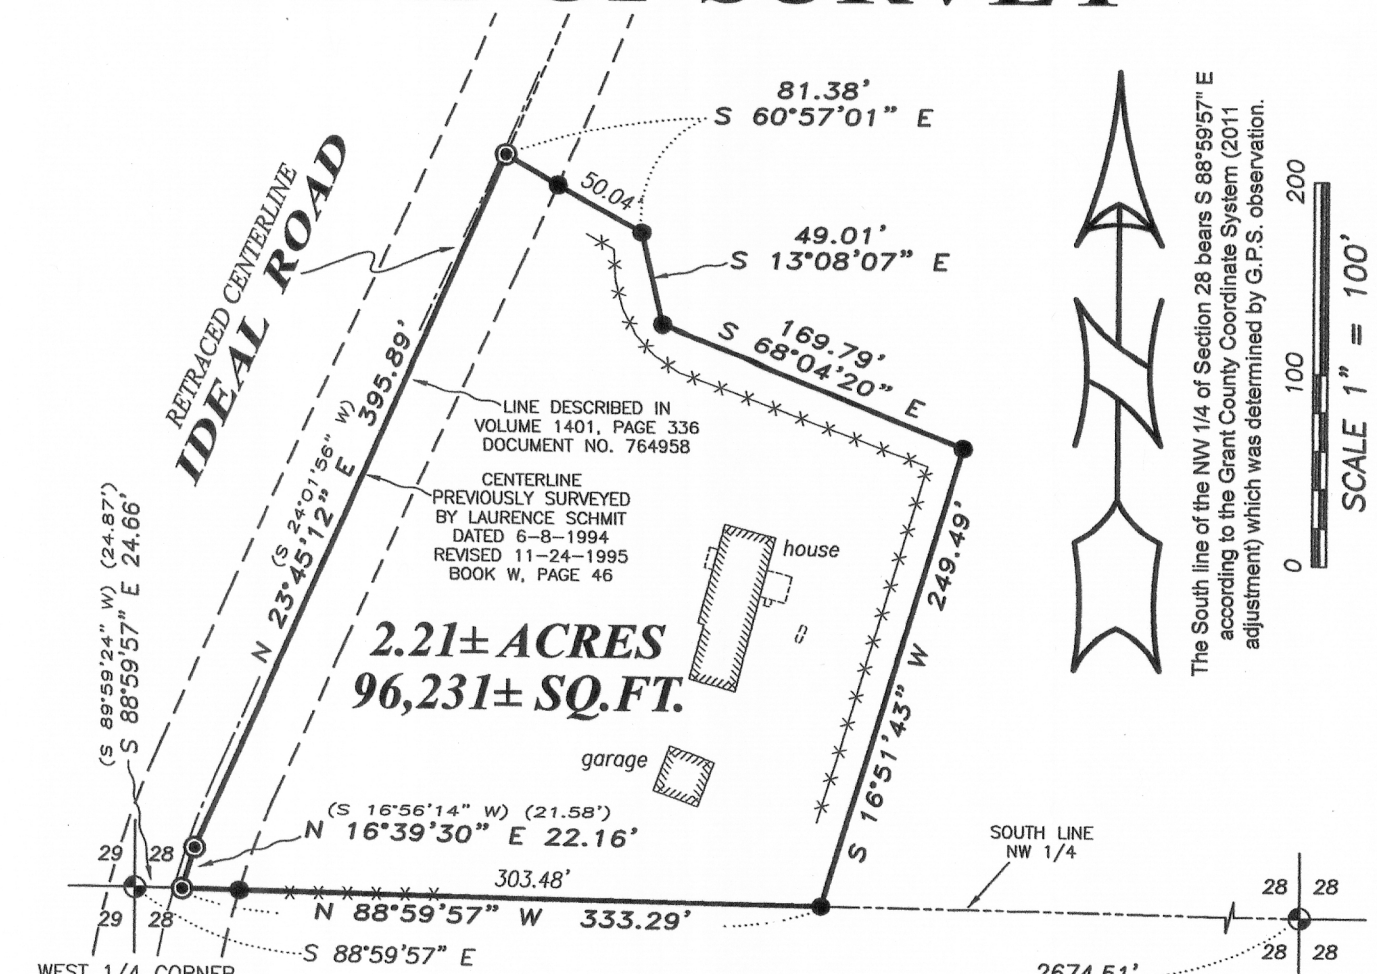 OF SURVEY
81.38'
S 60°57'01" E
50.04'
49.01'
S 13°08'07" E
169.79'
S 68°04'20" E
RETRACED CENTERLINE
IDEAL ROAD
395.89'
(S 24°01'56" W)
N 23°45'12" E
LINE DESCRIBED IN
VOLUME 1401, PAGE 336
DOCUMENT NO. 764958
CENTERLINE
PREVIOUSLY SURVEYED
BY LAURENCE SCHMIT
DATED 6-8-1994
REVISED 11-24-1995
BOOK W, PAGE 46
house
249.49'
S 16°51'43" W
2.21± ACRES
96,231± SQ.FT.
garage
(S 89°59'24" W) (24.87')
S 88°59'57" E 24.66'
(S 16°56'14" W) (21.58')
N 16°39'30" E 22.16'
SOUTH LINE
NW 1/4
29 28
29 28
303.48'
N 88°59'57" W 333.29'
S 88°59'57" E
WEST 1/4 CORNER
28 28
28 28
2674.51'
The South line of the NW 1/4 of Section 28 bears S 88°59'57" E
according to the Grant County Coordinate System (2011
adjustment) which was determined by G.P.S. observation.
0 100 200
SCALE 1" = 100'